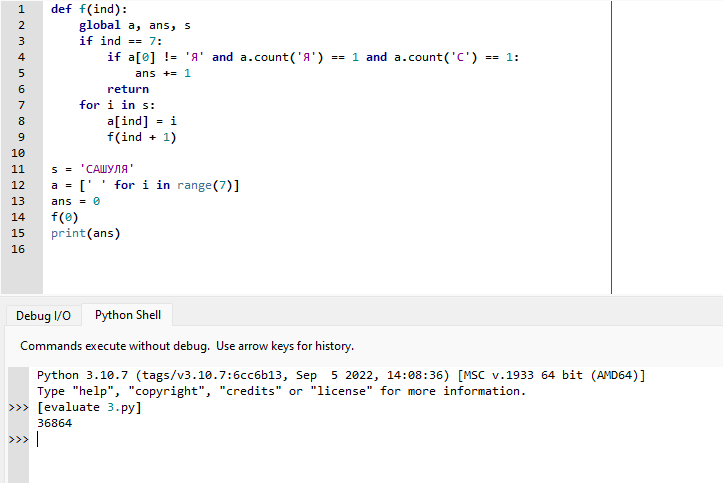 1 def f(ind):
2     global a, ans, s
3     if ind == 7:
4         if a[0] != 'Я' and a.count('Я') == 1 and a.count('С') == 1:
5             ans += 1
6         return
7     for i in s:
8         a[ind] = i
9         f(ind + 1)
10
11 s = 'САШУЛЯ'
12 a = [' ' for i in range(7)]
13 ans = 0
14 f(0)
15 print(ans)
16
Debug I/O Python Shell
Commands execute without debug. Use arrow keys for history.
Python 3.10.7 (tags/v3.10.7:6cc6b13, Sep  5 2022, 14:08:36) [MSC v.1933 64 bit (AMD64)]
Type "help", "copyright", "credits" or "license" for more information.
>>> [evaluate 3.py]
36864
>>>